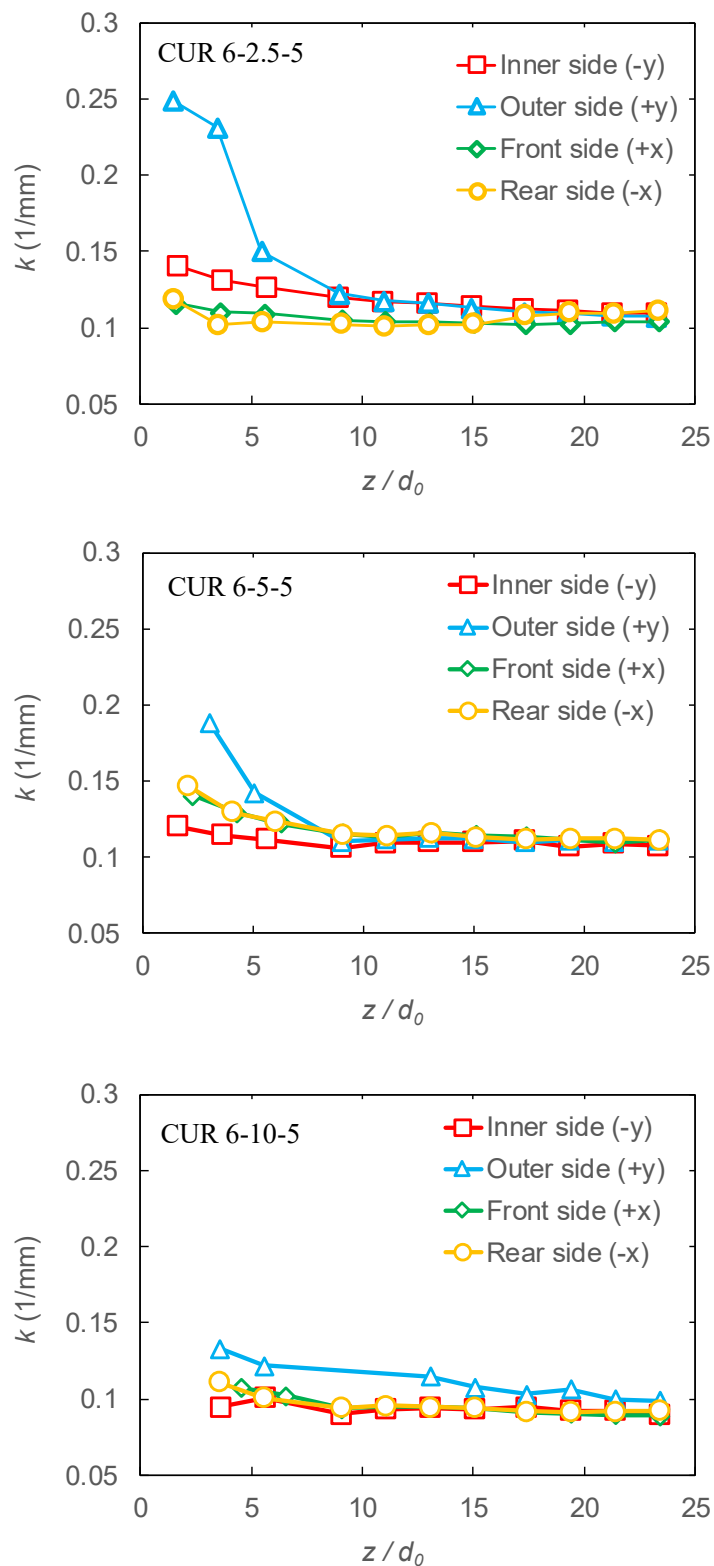 0.3
CUR 6-2.5-5
Inner side (-y)
Outer side (+y)
Front side (+x)
Rear side (-x)
0.25
0.2
0.15
0.1
0.05
k (1/mm)
0 5 10 15 20 25
z / d0
0.3
CUR 6-5-5
Inner side (-y)
Outer side (+y)
Front side (+x)
Rear side (-x)
0.25
0.2
0.15
0.1
0.05
k (1/mm)
0 5 10 15 20 25
z / d0
0.3
CUR 6-10-5
Inner side (-y)
Outer side (+y)
Front side (+x)
Rear side (-x)
0.25
0.2
0.15
0.1
0.05
k (1/mm)
0 5 10 15 20 25
z / d0